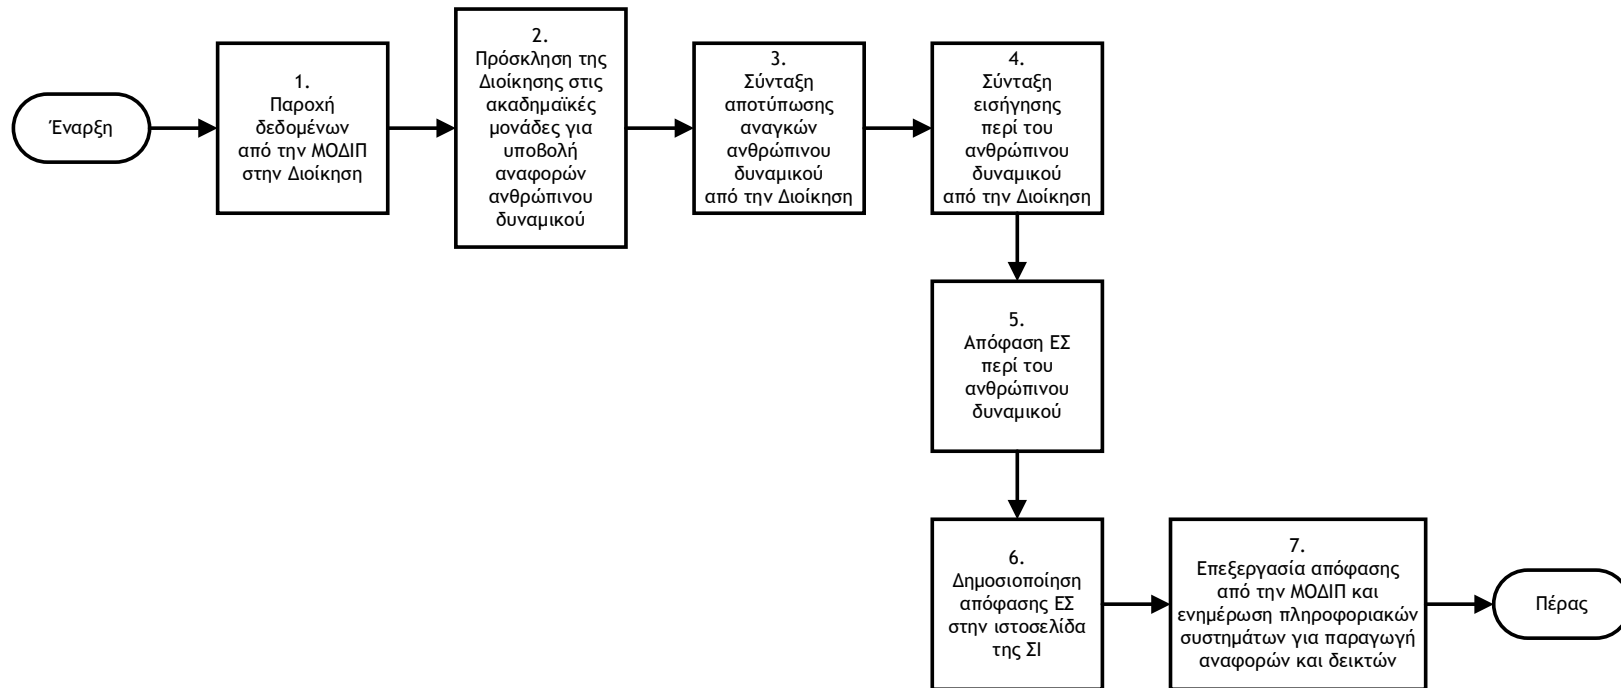 Έναρξη
1.
Παροχή
δεδομένων
από την ΜΟΔΙΠ
στην Διοίκηση
2.
Πρόσκληση της
Διοίκησης στις
ακαδημαϊκές
μονάδες για
υποβολή
αναφορών
ανθρώπινου
δυναμικού
3.
Σύνταξη
αποτύπωσης
αναγκών
ανθρώπινου
δυναμικού
από την Διοίκηση
4.
Σύνταξη
εισήγησης
περί του
ανθρώπινου
δυναμικού
από την Διοίκηση
5.
Απόφαση ΕΣ
περί του
ανθρώπινου
δυναμικού
6.
Δημοσιοποίηση
απόφασης ΕΣ
στην ιστοσελίδα
της ΣΙ
7.
Επεξεργασία απόφασης
από την ΜΟΔΙΠ και
ενημέρωση πληροφοριακών
συστημάτων για παραγωγή
αναφορών και δεικτών
Πέρας